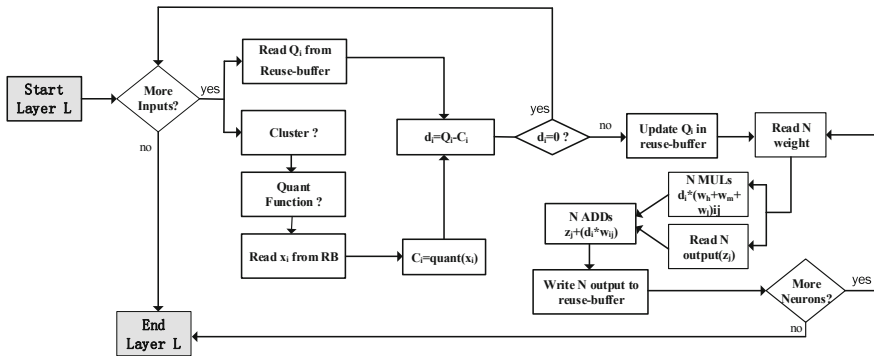 Start
Layer L
More
Inputs?
yes
no
Read Qi from
Reuse-buffer
Cluster ?
Quant
Function ?
Read xi from RB
Ci=quant(xi)
di=Qi-Ci
yes
di=0 ?
no
Update Qi in
reuse-buffer
Read N
weight
N MULs
di*(wh+wm+
wl)ij
Read N
output(zj)
N ADDs
zj+(di*wij)
Write N output to
reuse-buffer
More
Neurons?
yes
no
End
Layer L